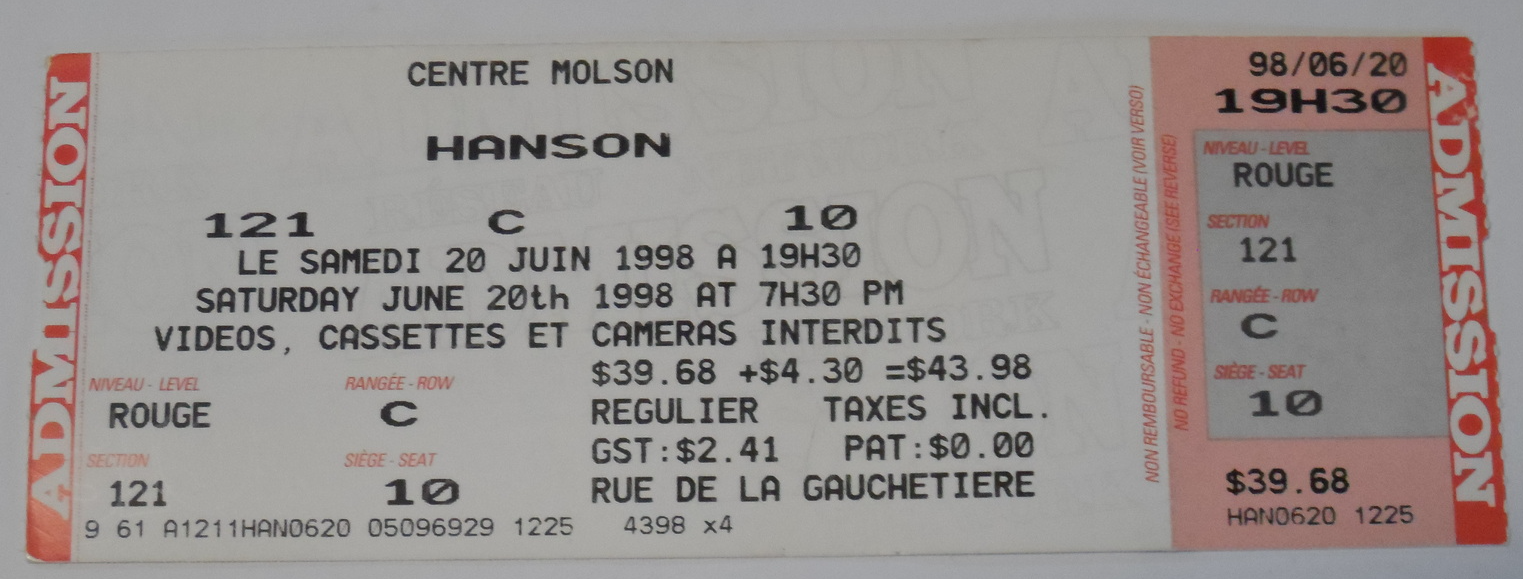 ADMISSION
CENTRE MOLSON
HANSON
121 C 10
LE SAMEDI 20 JUIN 1998 A 19H30
SATURDAY JUNE 20th 1998 AT 7H30 PM
VIDEOS, CASSETTES ET CAMERAS INTERDITS
$39.68 +$4.30 =$43.98
NIVEAU - LEVEL RANGÉE - ROW
ROUGE C REGULIER TAXES INCL.
GST:$2.41 PAT:$0.00
SECTION SIÈGE - SEAT
121 10 RUE DE LA GAUCHETIERE
9 61 A1211HAN0620 05096929 1225 4398 x4
NON REMBOURSABLE - NON ÉCHANGEABLE (VOIR VERSO)
NO REFUND - NO EXCHANGE (SEE REVERSE)
98/06/20
19H30
NIVEAU - LEVEL
ROUGE
SECTION
121
RANGÉE - ROW
C
SIÈGE - SEAT
10
$39.68
HAN0620 1225
ADMISSION